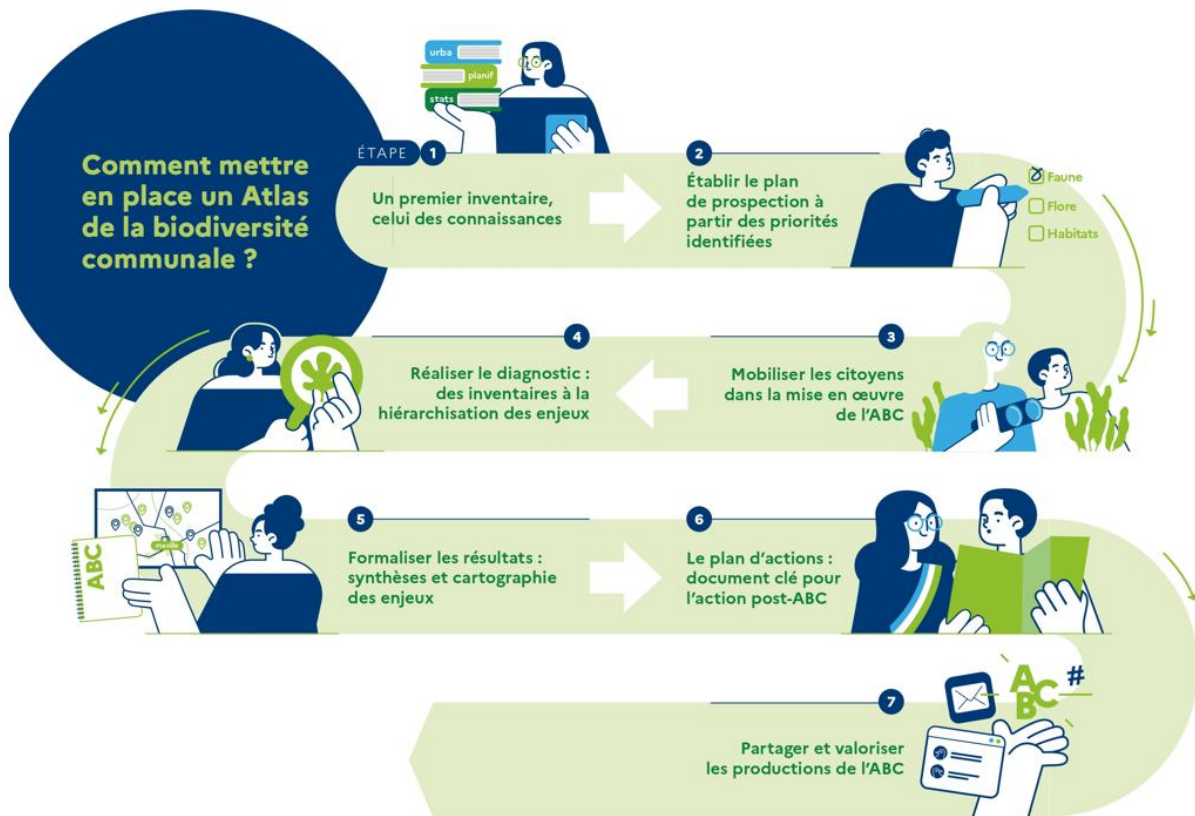 Comment mettre
en place un Atlas
de la biodiversité
communale ?
urba
planif
stats
ÉTAPE 1
Un premier inventaire,
celui des connaissances
2
Établir le plan
de prospection à
partir des priorités
identifiées
Faune
Flore
Habitats
3
Mobiliser les citoyens
dans la mise en œuvre
de l’ABC
4
Réaliser le diagnostic :
des inventaires à la
hiérarchisation des enjeux
ABC
ma ville
5
Formaliser les résultats :
synthèses et cartographie
des enjeux
6
Le plan d’actions :
document clé pour
l’action post-ABC
7
Partager et valoriser
les productions de l’ABC
ABC #